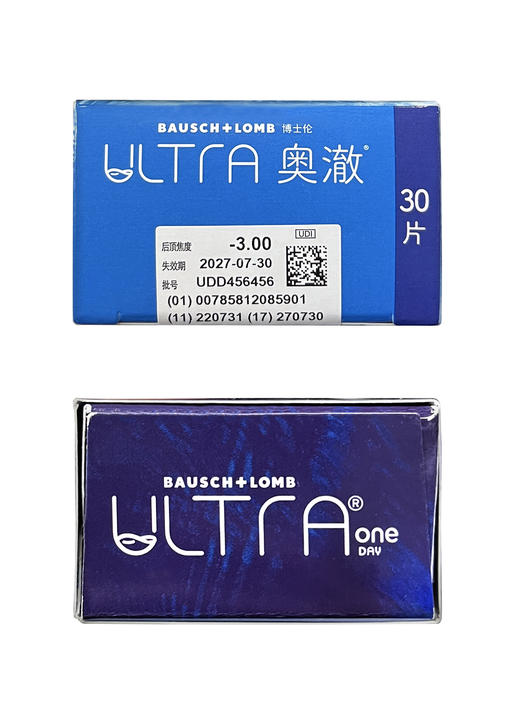 BAUSCH+LOMB 博士伦
ULTRA 奥澈®
30
片
UDI
后顶焦度 -3.00
失效期 2027-07-30
批号 UDD456456
(01) 00785812085901
(11) 220731 (17) 270730
BAUSCH+LOMB
ULTRA® one
DAY